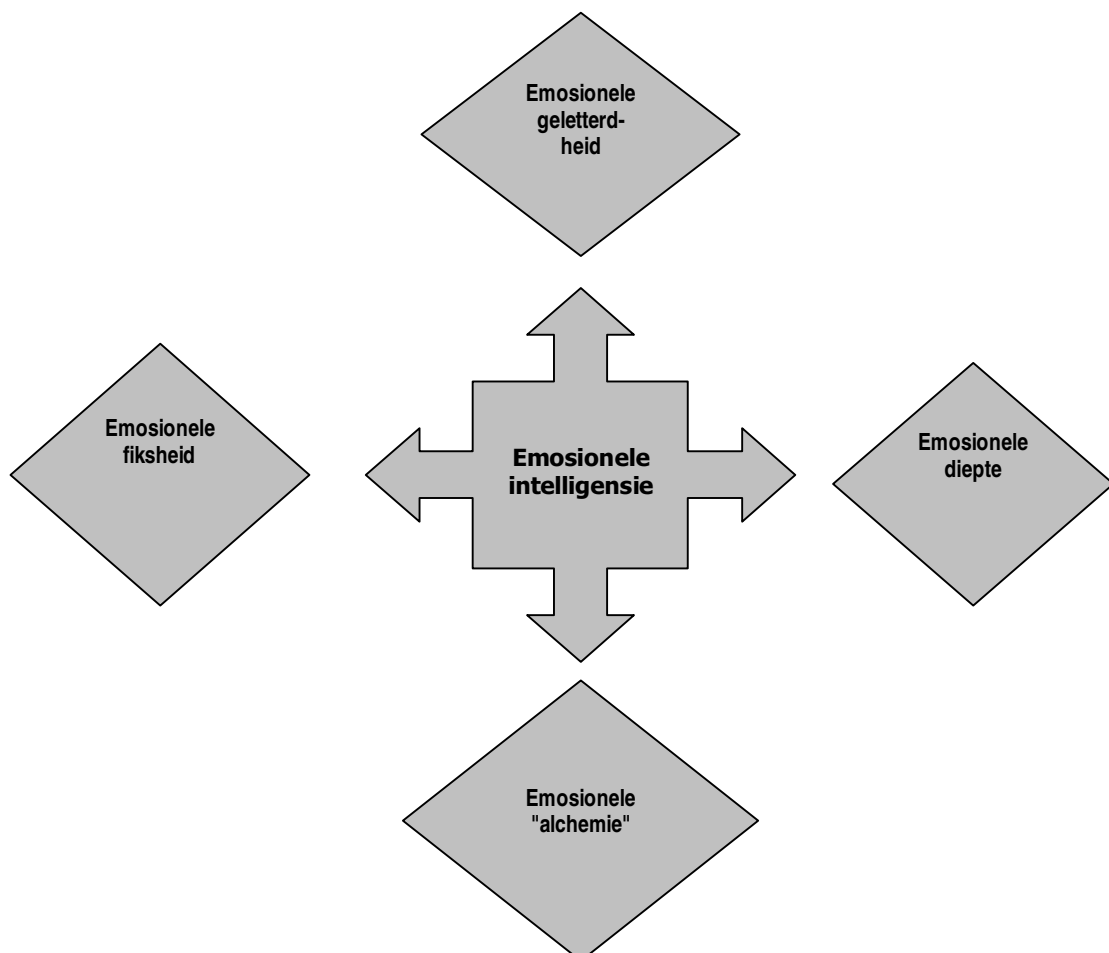 Emosionele
geletterd-
heid
Emosionele
fiksheid
Emosionele
intelligensie
Emosionele
diepte
Emosionele
"alchemie"